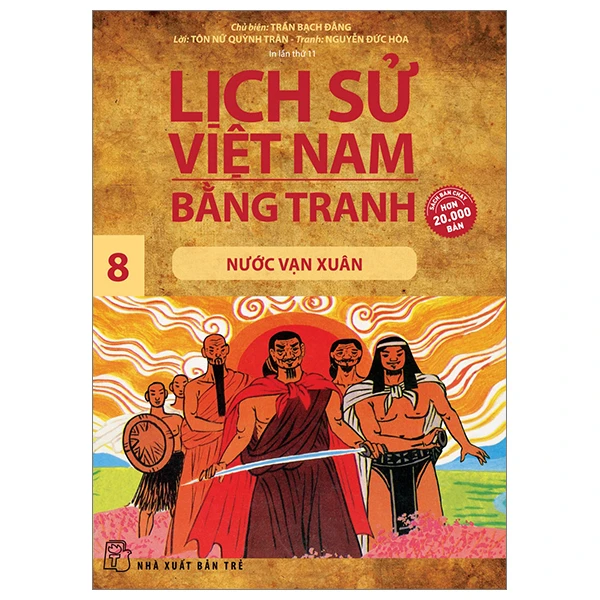 Chủ biên: TRẦN BẠCH ĐẰNG
Lời: TÔN NỮ QUỲNH TRÂN - Tranh: NGUYỄN ĐỨC HÒA
In lần thứ 11
LỊCH SỬ
VIỆT NAM
BẰNG TRANH
SÁCH BÁN CHẠY
HƠN
20.000
BẢN
8
NƯỚC VẠN XUÂN
NHÀ XUẤT BẢN TRẺ